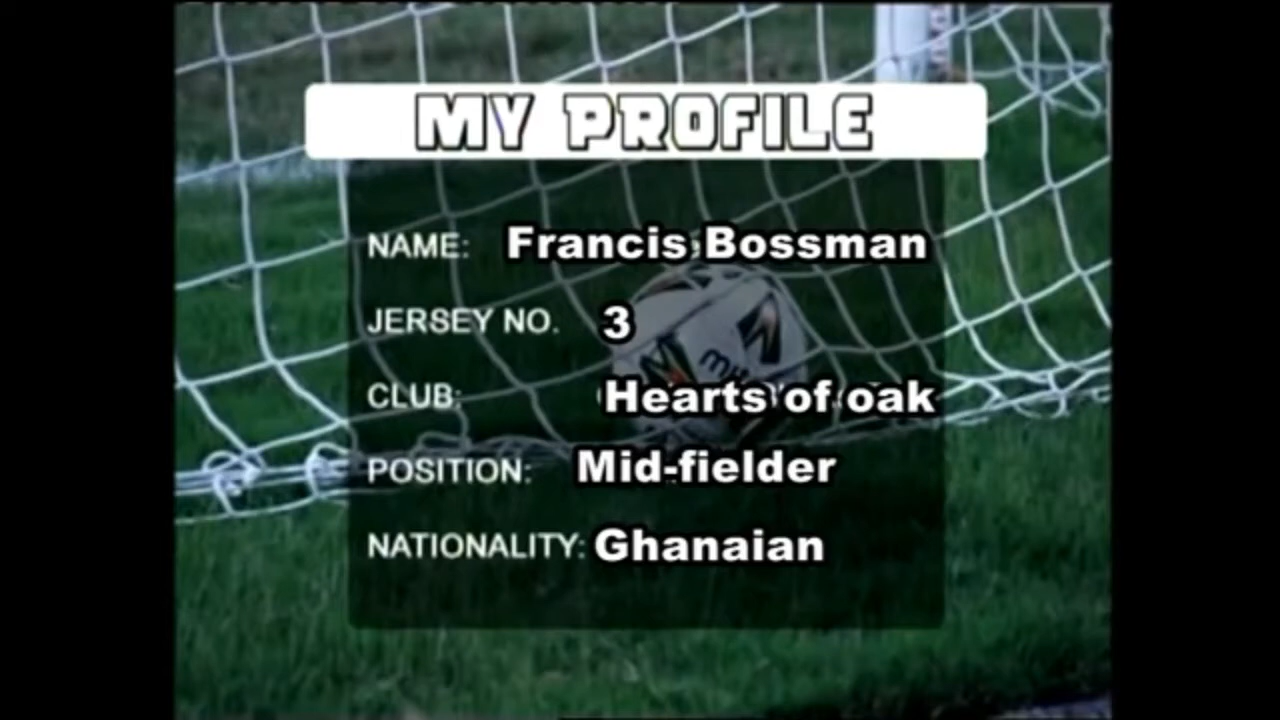 MY PROFILE
NAME: Francis Bossman
JERSEY NO. 3
CLUB: Hearts of oak
POSITION: Mid-fielder
NATIONALITY: Ghanaian